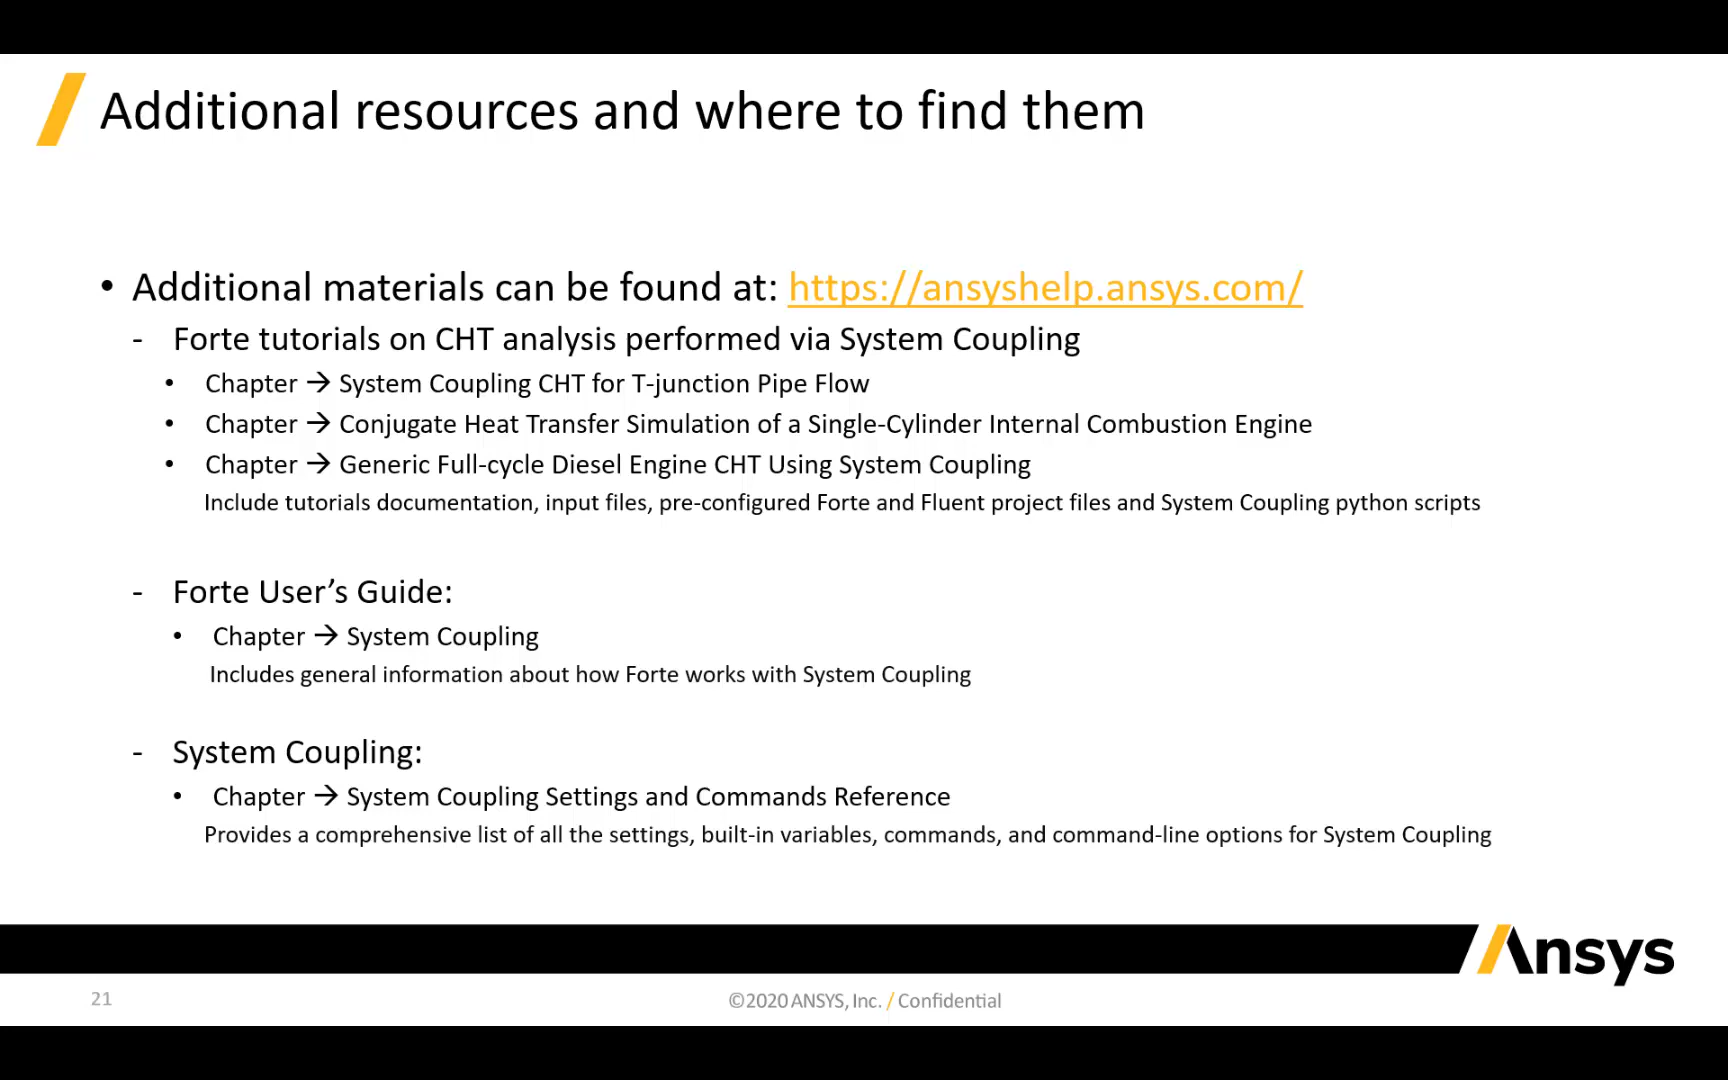 Additional resources and where to find them
• Additional materials can be found at: https://ansyshelp.ansys.com/
- Forte tutorials on CHT analysis performed via System Coupling
• Chapter → System Coupling CHT for T-junction Pipe Flow
• Chapter → Conjugate Heat Transfer Simulation of a Single-Cylinder Internal Combustion Engine
• Chapter → Generic Full-cycle Diesel Engine CHT Using System Coupling
Include tutorials documentation, input files, pre-configured Forte and Fluent project files and System Coupling python scripts
- Forte User’s Guide:
• Chapter → System Coupling
Includes general information about how Forte works with System Coupling
- System Coupling:
• Chapter → System Coupling Settings and Commands Reference
Provides a comprehensive list of all the settings, built-in variables, commands, and command-line options for System Coupling
Ansys
21
©2020 ANSYS, Inc. / Confidential